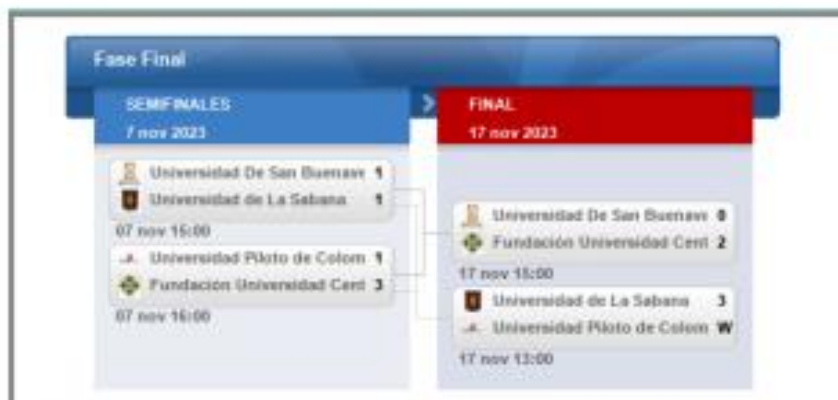 Fase Final
SEMIFINALES
7 nov 2023
Universidad De San Buenave 1
Universidad de La Sabana 1
07 nov 15:00
Universidad Piloto de Colom 1
Fundación Universidad Cent 3
07 nov 16:00
FINAL
17 nov 2023
Universidad De San Buenave 0
Fundación Universidad Cent 2
17 nov 15:00
Universidad de La Sabana 3
Universidad Piloto de Colom W
17 nov 13:00